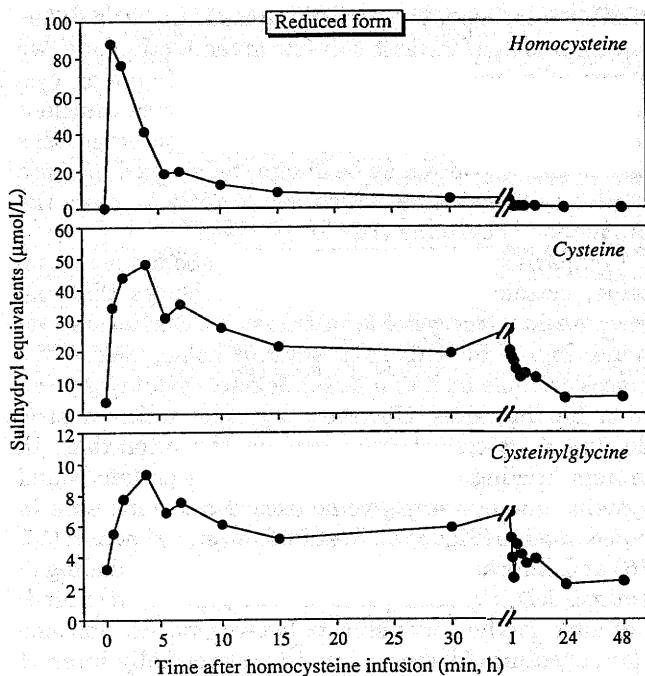 Reduced form
Homocysteine
100
80
60
40
20
0
Cysteine
60
50
40
30
20
10
0
Cysteinylglycine
12
10
8
6
4
2
0
Sulfhydryl equivalents (μmol/L)
0 5 10 15 20 25 30 1 24 48
Time after homocysteine infusion (min, h)